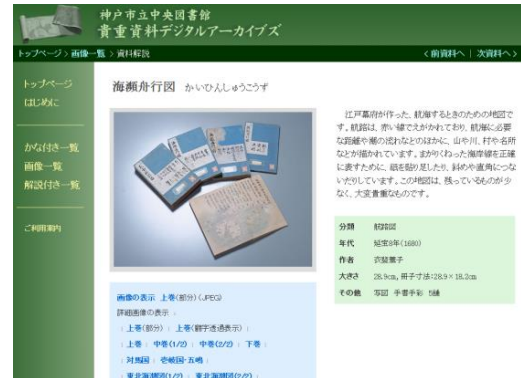 神戸市立中央図書館
貴重資料デジタルアーカイブズ
トップページ > 画像一覧 > 資料解説
< 前資料へ | 次資料へ >
トップページ
はじめに
かな付き一覧
画像一覧
解説付き一覧
ご利用案内
海瀕舟行図 かいひんしゅうこうず
江戸幕府が作った、航海するときのための地図で
す。航路は、赤い線でえがかれており、航海に必要
な距離や潮の流れなどのほかに、山や川、村や名所
などが描かれています。まがりくねった海岸線を正確
に表すために、紙を貼り足したり、斜めや直角につな
いだりしています。この地図は、残っているものが少
なく、大変貴重なものです。
分類 航路図
年代 延宝8年(1680)
作者 衣斐蓋子
大きさ 28.9cm, 冊子寸法:28.9×18.2cm
その他 写図 手書手彩 5舗
画像の表示 上巻(部分)(JPEG)
詳細画像の表示 :
: 上巻(部分) : 上巻(翻字透過表示) :
: 上巻 : 中巻(1/2) : 中巻(2/2) : 下巻 :
: 対馬国 : 壱岐国・五嶋 :
: 東北海瀕図(1/2) : 東北海瀕図(2/2) :